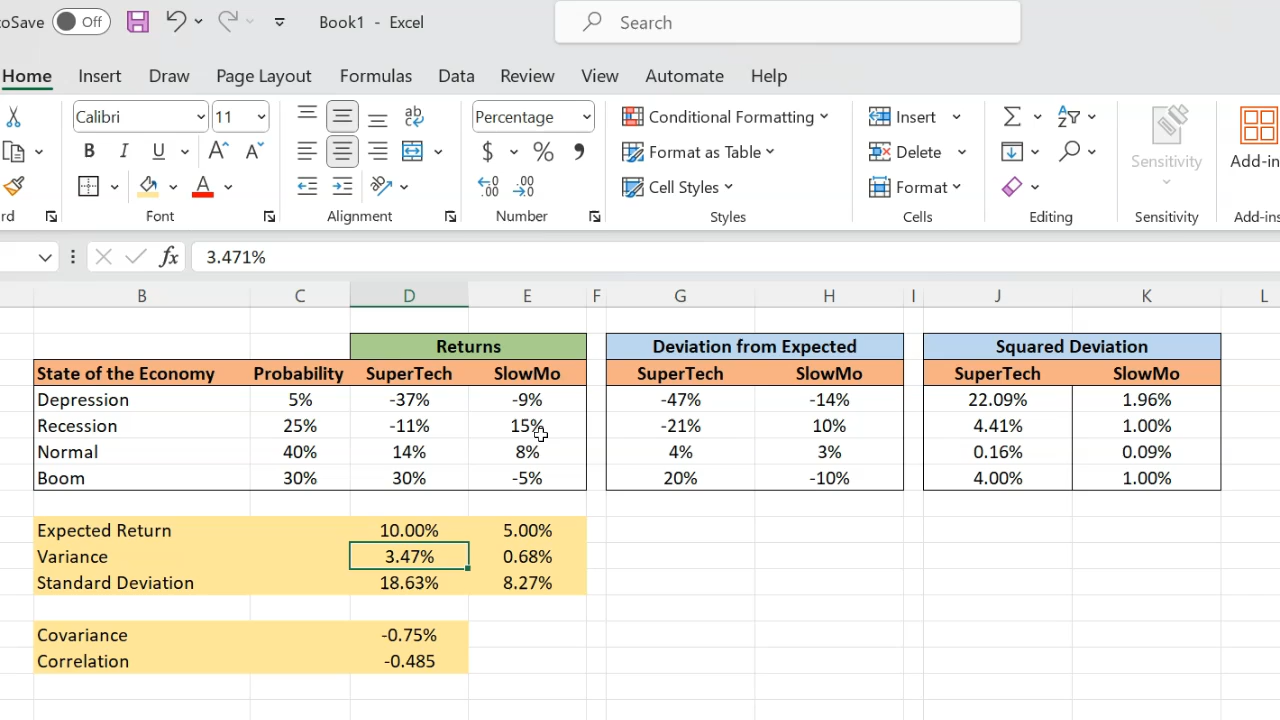 oSave Off Book1 - Excel Search
Home Insert Draw Page Layout Formulas Data Review View Automate Help
Calibri 11 Percentage Conditional Formatting Insert
Format as Table Delete Sensitivity Add-in
Cell Styles Format
rd Font Alignment Number Styles Cells Editing Sensitivity Add-ins
fx 3.471%
B C D E F G H I J K L
Returns Deviation from Expected Squared Deviation
State of the Economy Probability SuperTech SlowMo SuperTech SlowMo SuperTech SlowMo
Depression 5% -37% -9% -47% -14% 22.09% 1.96%
Recession 25% -11% 15% -21% 10% 4.41% 1.00%
Normal 40% 14% 8% 4% 3% 0.16% 0.09%
Boom 30% 30% -5% 20% -10% 4.00% 1.00%
Expected Return 10.00% 5.00%
Variance 3.47% 0.68%
Standard Deviation 18.63% 8.27%
Covariance -0.75%
Correlation -0.485